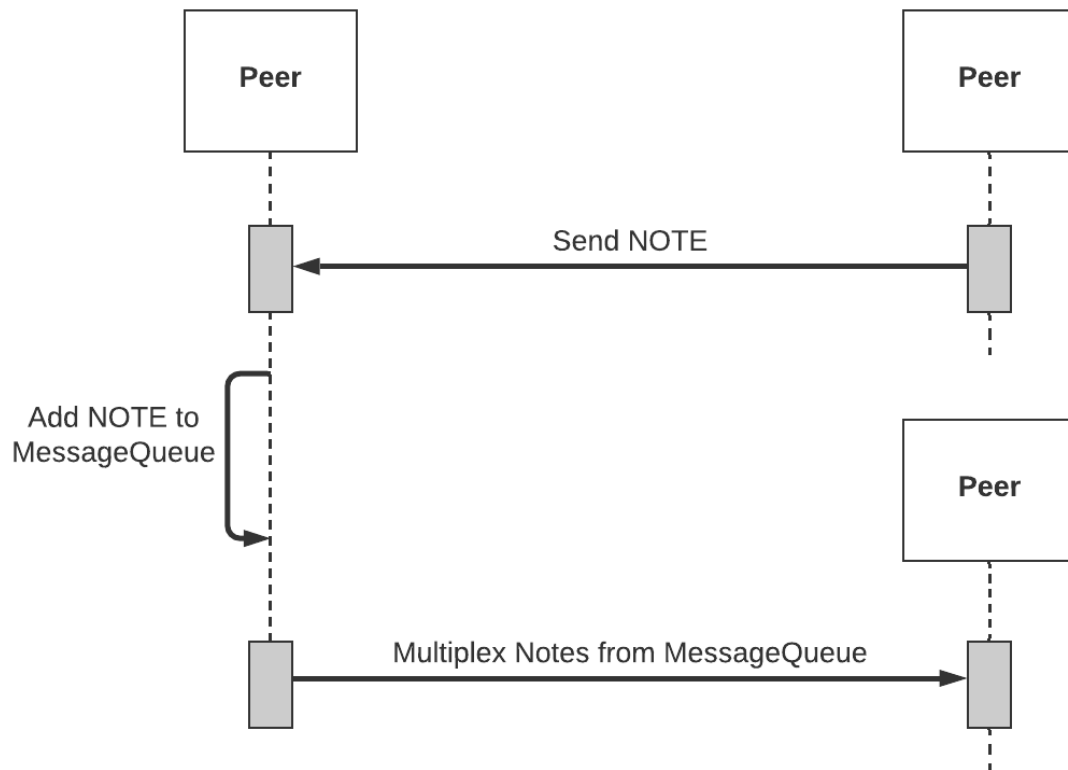 Peer
Peer
Send NOTE
Add NOTE to
MessageQueue
Peer
Multiplex Notes from MessageQueue